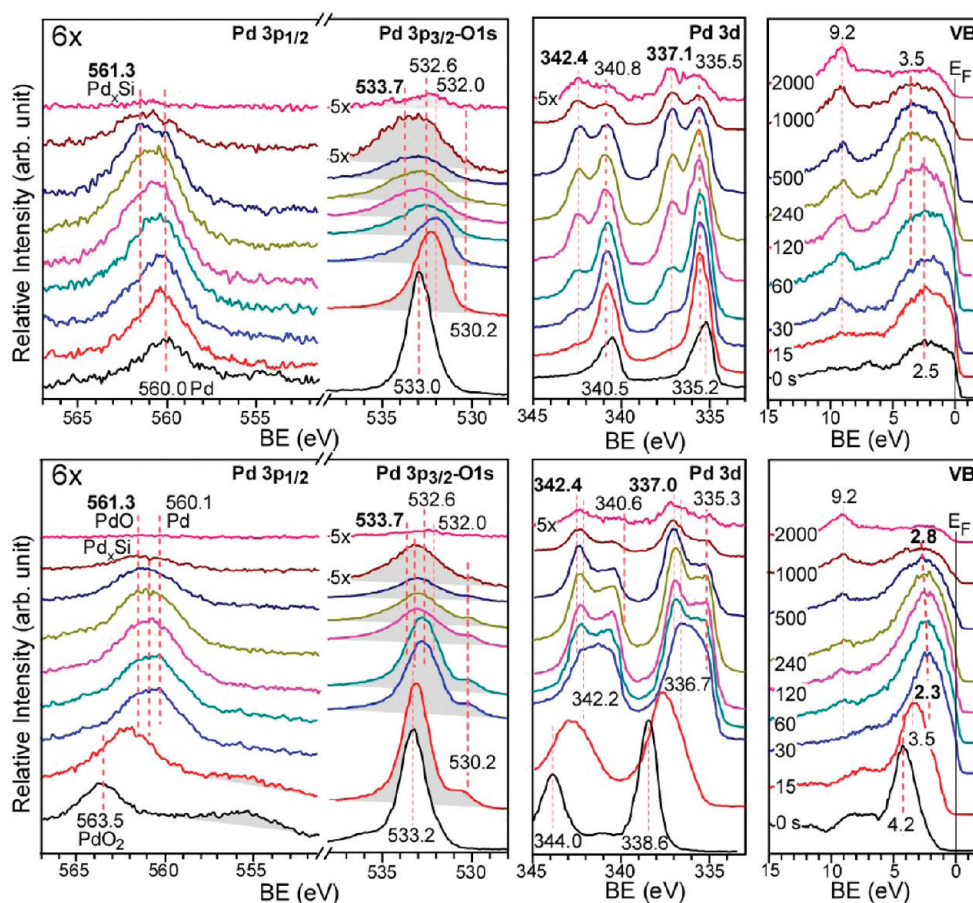 6x
Pd 3p1/2
Pd 3p3/2-O1s
Pd 3d
VB
561.3
PdxSi
560.0 Pd
533.7
532.6
532.0
5x
5x
530.2
533.0
342.4
340.8
337.1
335.5
5x
340.5
335.2
9.2
3.5
EF
2000
1000
500
240
120
60
30
15
0 s
2.5
Relative Intensity (arb. unit)
565
560
555
BE (eV)
533
530
BE (eV)
345
340
335
BE (eV)
15
10
5
0
BE (eV)
6x
Pd 3p1/2
Pd 3p3/2-O1s
Pd 3d
VB
561.3
PdO
PdxSi
560.1
Pd
563.5
PdO2
533.7
532.6
532.0
5x
5x
530.2
533.2
342.4
340.6
337.0
335.3
5x
342.2
336.7
344.0
338.6
9.2
2.8
EF
2000
1000
500
240
120
60
30
15
0 s
2.3
3.5
4.2
Relative Intensity (arb. unit)
565
560
555
BE (eV)
533
530
BE (eV)
345
340
335
BE (eV)
15
10
5
0
BE (eV)